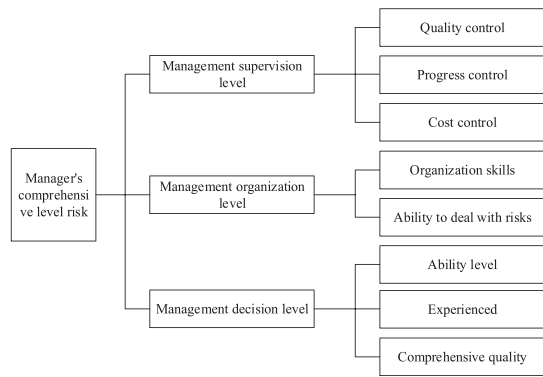 Manager's
comprehensi
ve level risk
Management supervision
level
Management organization
level
Management decision level
Quality control
Progress control
Cost control
Organization skills
Ability to deal with risks
Ability level
Experienced
Comprehensive quality